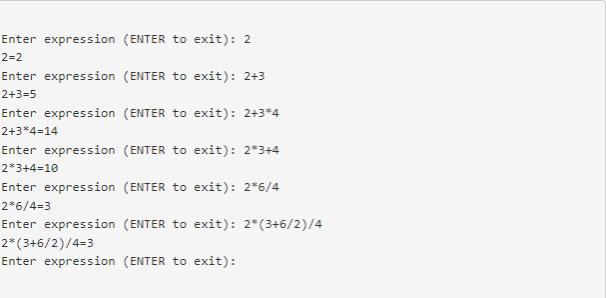 Enter expression (ENTER to exit): 2
2=2
Enter expression (ENTER to exit): 2+3
2+3=5
Enter expression (ENTER to exit): 2+3*4
2+3*4=14
Enter expression (ENTER to exit): 2*3+4
2*3+4=10
Enter expression (ENTER to exit): 2*6/4
2*6/4=3
Enter expression (ENTER to exit): 2*(3+6/2)/4
2*(3+6/2)/4=3
Enter expression (ENTER to exit):